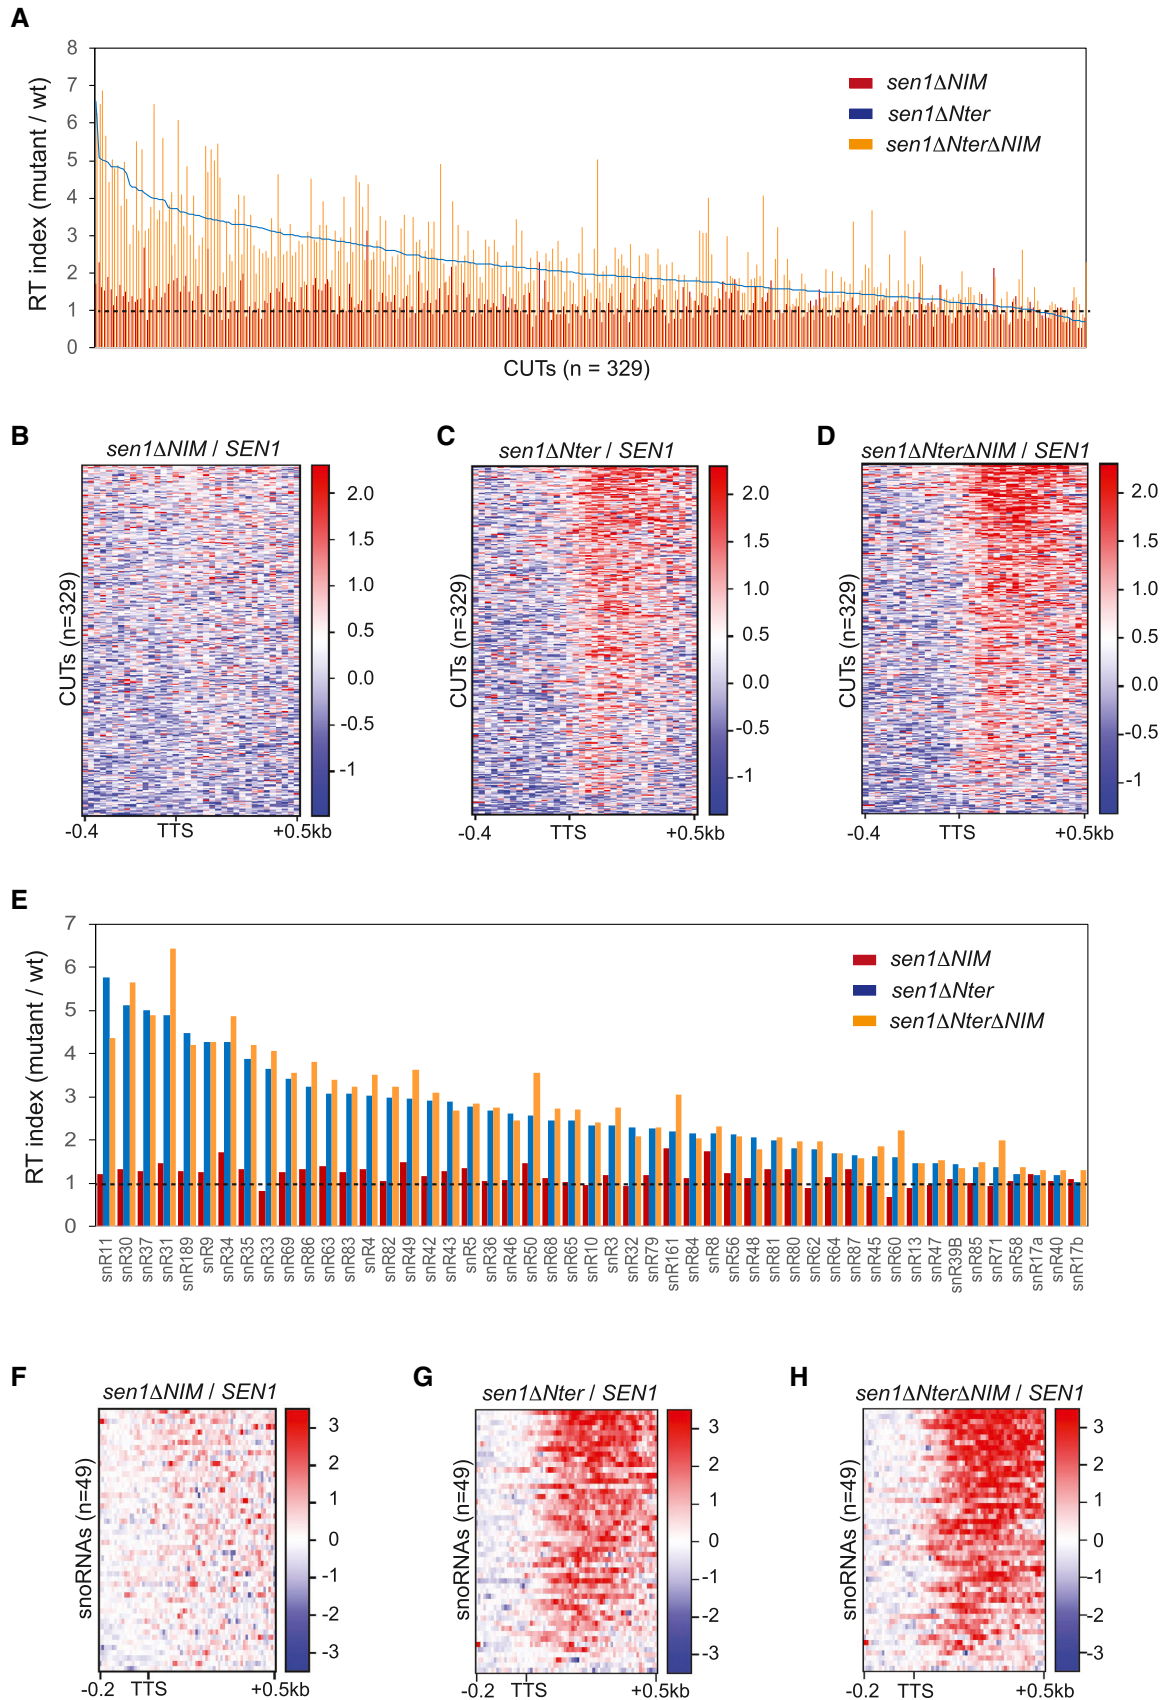 A
8
7
6
5
4
3
2
1
0
RT index (mutant / wt)
sen1ΔNIM
sen1ΔNter
sen1ΔNterΔNIM
CUTs (n = 329)
B
sen1ΔNIM / SEN1
CUTs (n=329)
2.0
1.5
1.0
0.5
0.0
-0.5
-1
-0.4
TTS
+0.5kb
C
sen1ΔNter / SEN1
CUTs (n=329)
2.0
1.5
1.0
0.5
0.0
-0.5
-1
-0.4
TTS
+0.5kb
D
sen1ΔNterΔNIM / SEN1
CUTs (n=329)
2.0
1.5
1.0
0.5
0.0
-0.5
-1
-0.4
TTS
+0.5kb
E
7
6
5
4
3
2
1
0
RT index (mutant / wt)
sen1ΔNIM
sen1ΔNter
sen1ΔNterΔNIM
snR11
snR30
snR37
snR31
snR189
snR9
snR34
snR35
snR33
snR69
snR86
snR63
snR83
snR4
snR82
snR49
snR42
snR43
snR5
snR36
snR46
snR50
snR68
snR65
snR10
snR3
snR32
snR79
snR161
snR84
snR8
snR56
snR48
snR81
snR80
snR62
snR64
snR87
snR45
snR60
snR13
snR47
snR39B
snR85
snR71
snR58
snR17a
snR40
snR17b
F
sen1ΔNIM / SEN1
snoRNAs (n=49)
3
2
1
0
-1
-2
-3
-0.2
TTS
+0.5kb
G
sen1ΔNter / SEN1
snoRNAs (n=49)
3
2
1
0
-1
-2
-3
-0.2
TTS
+0.5kb
H
sen1ΔNterΔNIM / SEN1
snoRNAs (n=49)
3
2
1
0
-1
-2
-3
-0.2
TTS
+0.5kb